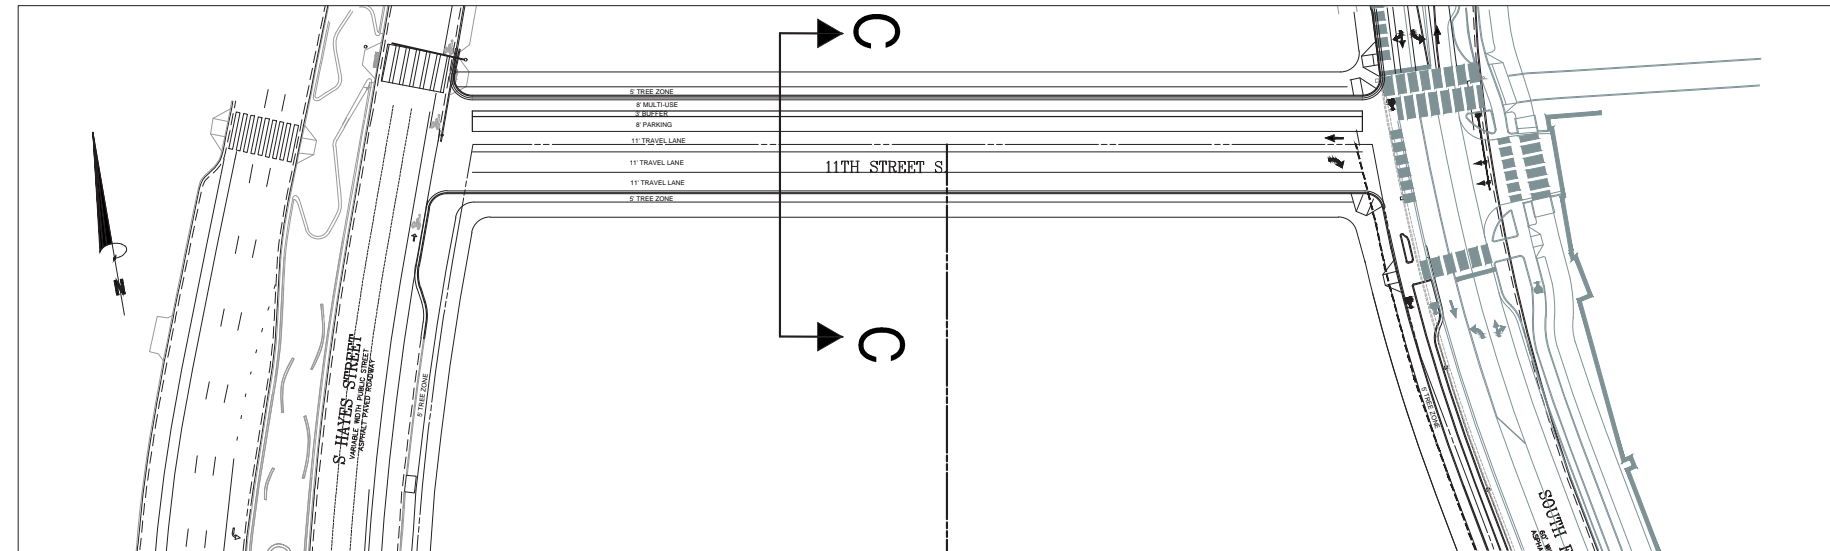 C
5' TREE ZONE
8' MULTI-USE
3' BUFFER
8' PARKING
11' TRAVEL LANE
11' TRAVEL LANE
11TH STREET S.
11' TRAVEL LANE
5' TREE ZONE
N
C
S HAYES STREET
VARIABLE WIDTH PUBLIC STREET
ASPHALT PAVED ROADWAY
5' TREE ZONE
5' TREE ZONE
SOUTH